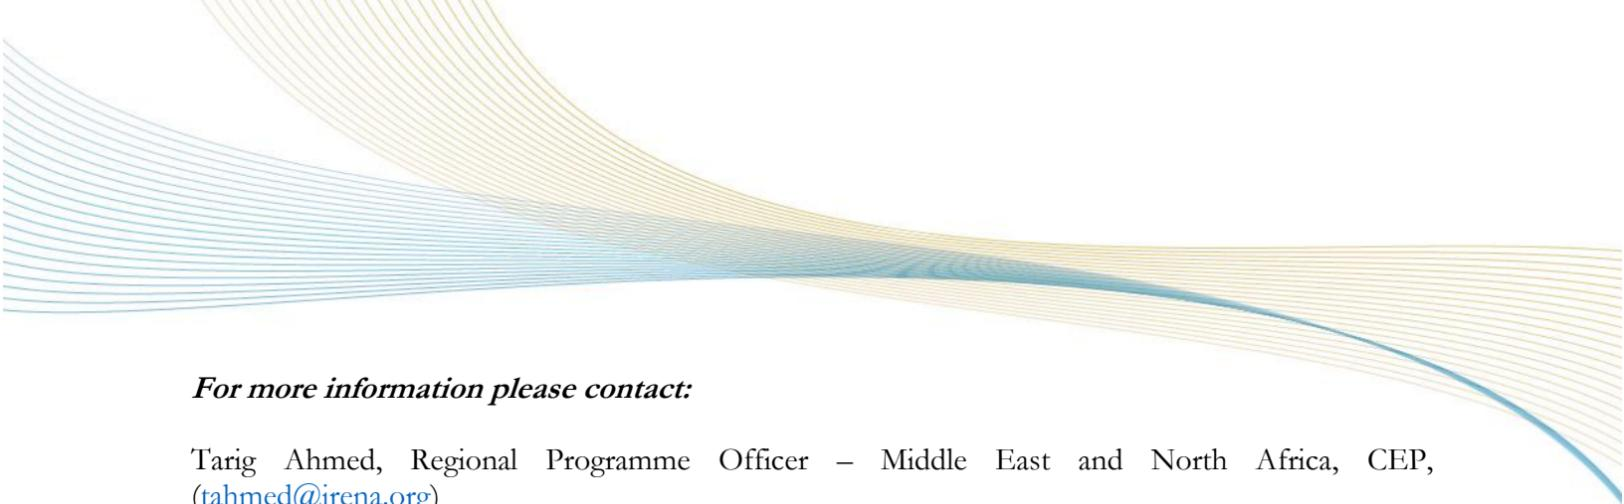 For more information please contact:
Tarig Ahmed, Regional Programme Officer – Middle East and North Africa, CEP,
(tahmed@irena.org)